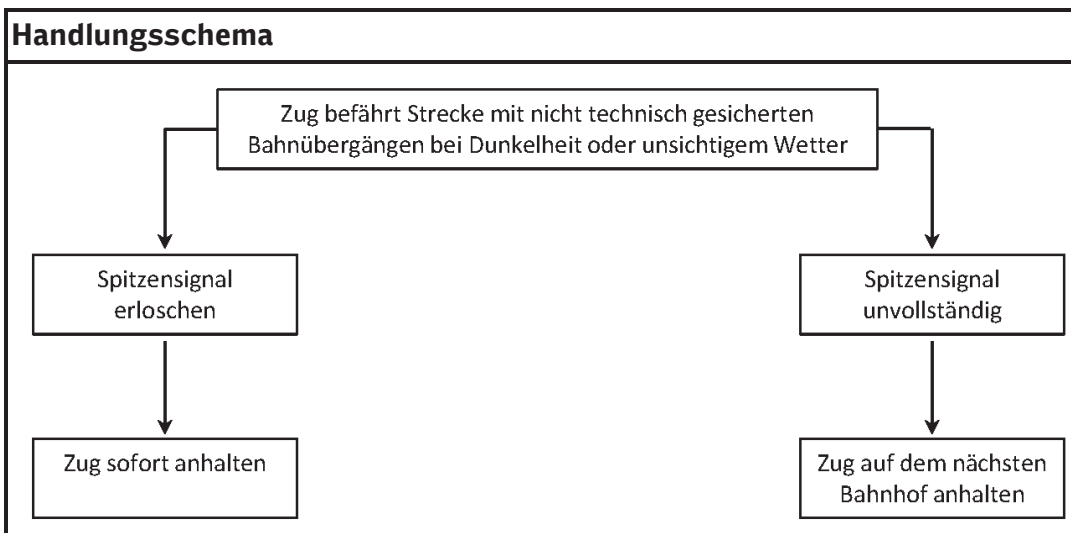 Handlungsschema
Zug befährt Strecke mit nicht technisch gesicherten
Bahnübergängen bei Dunkelheit oder unsichtigem Wetter
Spitzensignal
erloschen
Spitzensignal
unvollständig
Zug sofort anhalten
Zug auf dem nächsten
Bahnhof anhalten